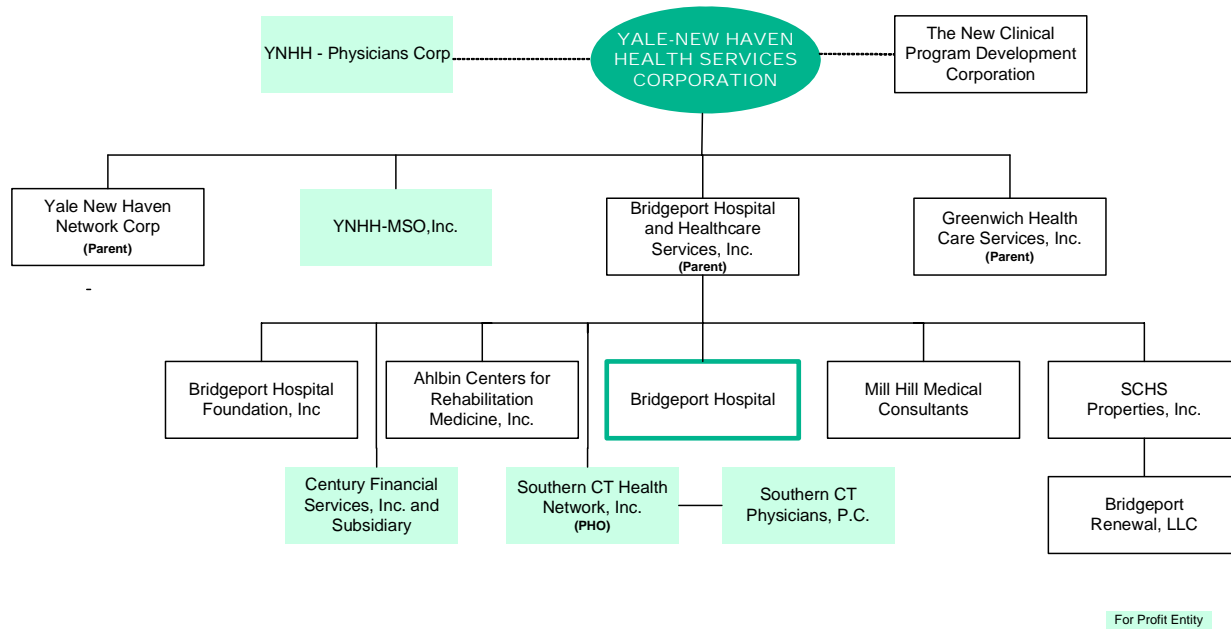 YNHH - Physicians Corp
YALE-NEW HAVEN
HEALTH SERVICES
CORPORATION
The New Clinical
Program Development
Corporation
Yale New Haven
Network Corp
(Parent)
-
YNHH-MSO,Inc.
Bridgeport Hospital
and Healthcare
Services, Inc.
(Parent)
Greenwich Health
Care Services, Inc.
(Parent)
Bridgeport Hospital
Foundation, Inc
Ahlbin Centers for
Rehabilitation
Medicine, Inc.
Bridgeport Hospital
Mill Hill Medical
Consultants
SCHS
Properties, Inc.
Century Financial
Services, Inc. and
Subsidiary
Southern CT Health
Network, Inc.
(PHO)
Southern CT
Physicians, P.C.
Bridgeport
Renewal, LLC
For Profit Entity